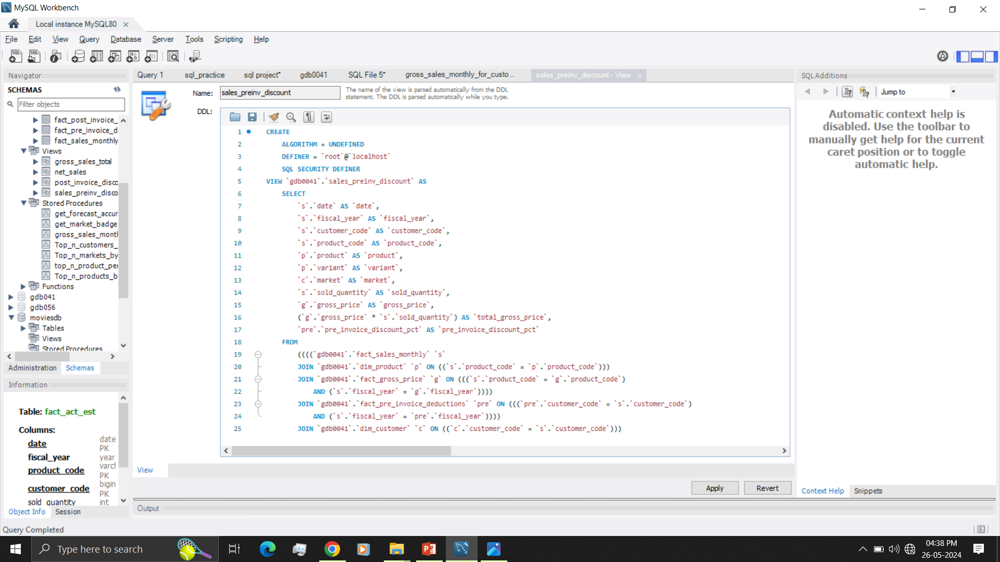 MySQL Workbench
Local instance MySQL80
File Edit View Query Database Server Tools Scripting Help
Navigator
SCHEMAS
Filter objects
fact_post_invoice_
fact_pre_invoice_d
fact_sales_monthly
Views
gross_sales_total
net_sales
post_invoice_disco
sales_preinv_disco
Stored Procedures
get_forecast_accur
get_market_badge
gross_sales_month
Top_n_customers_
Top_n_markets_by
top_n_product_per
Top_n_products_b
Functions
gdb041
gdb056
moviesdb
Tables
Views
Stored Procedures
Administration Schemas
Information
Table: fact_act_est
Columns:
date date PK
fiscal_year year
product_code varch PK
customer_code bigin PK
sold_quantity int
Object Info Session
Query 1 sql_practice sql project* gdb0041 SQL File 5* gross_sales_monthly_for_custo ... sales_preinv_discount - View
Name: sales_preinv_discount
The name of the view is parsed automatically from the DDL
statement. The DDL is parsed automatically while you type.
DDL:
1 CREATE
2 ALGORITHM = UNDEFINED
3 DEFINER = `root`@`localhost`
4 SQL SECURITY DEFINER
5 VIEW `gdb0041`.`sales_preinv_discount` AS
6 SELECT
7 `s`.`date` AS `date`,
8 `s`.`fiscal_year` AS `fiscal_year`,
9 `s`.`customer_code` AS `customer_code`,
10 `s`.`product_code` AS `product_code`,
11 `p`.`product` AS `product`,
12 `p`.`variant` AS `variant`,
13 `c`.`market` AS `market`,
14 `s`.`sold_quantity` AS `sold_quantity`,
15 `g`.`gross_price` AS `gross_price`,
16 (`g`.`gross_price` * `s`.`sold_quantity`) AS `total_gross_price`,
17 `pre`.`pre_invoice_discount_pct` AS `pre_invoice_discount_pct`
18 FROM
19 ((((`gdb0041`.`fact_sales_monthly` `s`
20 JOIN `gdb0041`.`dim_product` `p` ON ((`s`.`product_code` = `p`.`product_code`)))
21 JOIN `gdb0041`.`fact_gross_price` `g` ON (((`s`.`product_code` = `g`.`product_code`)
22 AND (`s`.`fiscal_year` = `g`.`fiscal_year`))))
23 JOIN `gdb0041`.`fact_pre_invoice_deductions` `pre` ON (((`pre`.`customer_code` = `s`.`customer_code`)
24 AND (`s`.`fiscal_year` = `pre`.`fiscal_year`))))
25 JOIN `gdb0041`.`dim_customer` `c` ON ((`c`.`customer_code` = `s`.`customer_code`)))
View
Apply Revert
Output
SQLAdditions
Jump to
Automatic context help is
disabled. Use the toolbar to
manually get help for the current
caret position or to toggle
automatic help.
Context Help Snippets
Query Completed
Type here to search
04:38 PM
26-05-2024